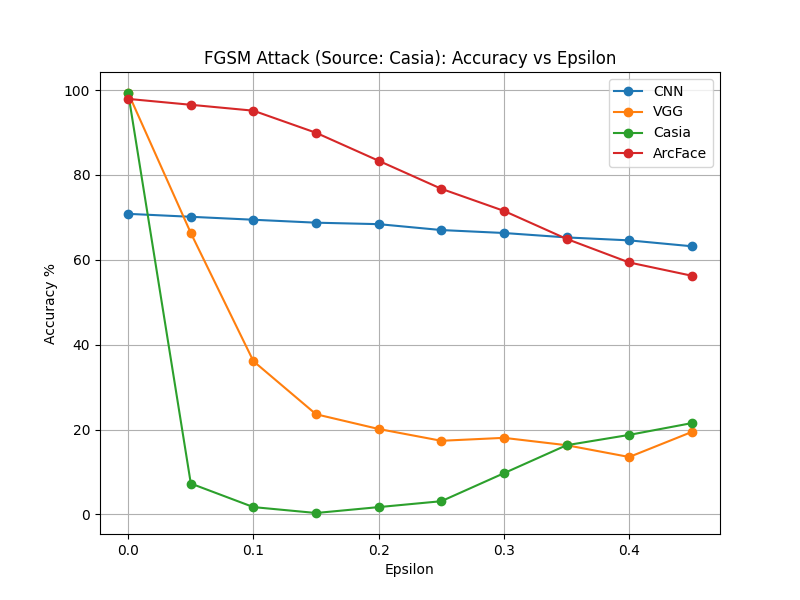 FGSM Attack (Source: Casia): Accuracy vs Epsilon
CNN
VGG
Casia
ArcFace
Accuracy %
100
80
60
40
20
0
0.0
0.1
0.2
0.3
0.4
Epsilon